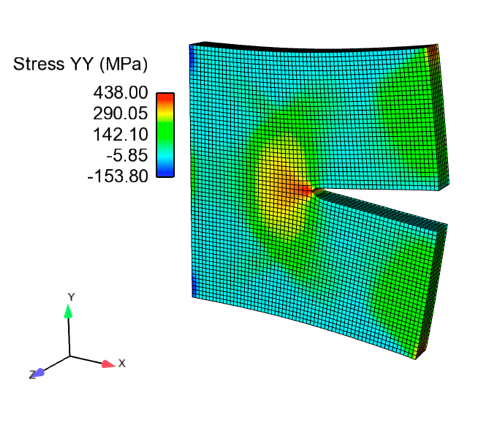 Stress YY (MPa)
438.00
290.05
142.10
-5.85
-153.80
Y
X
Z